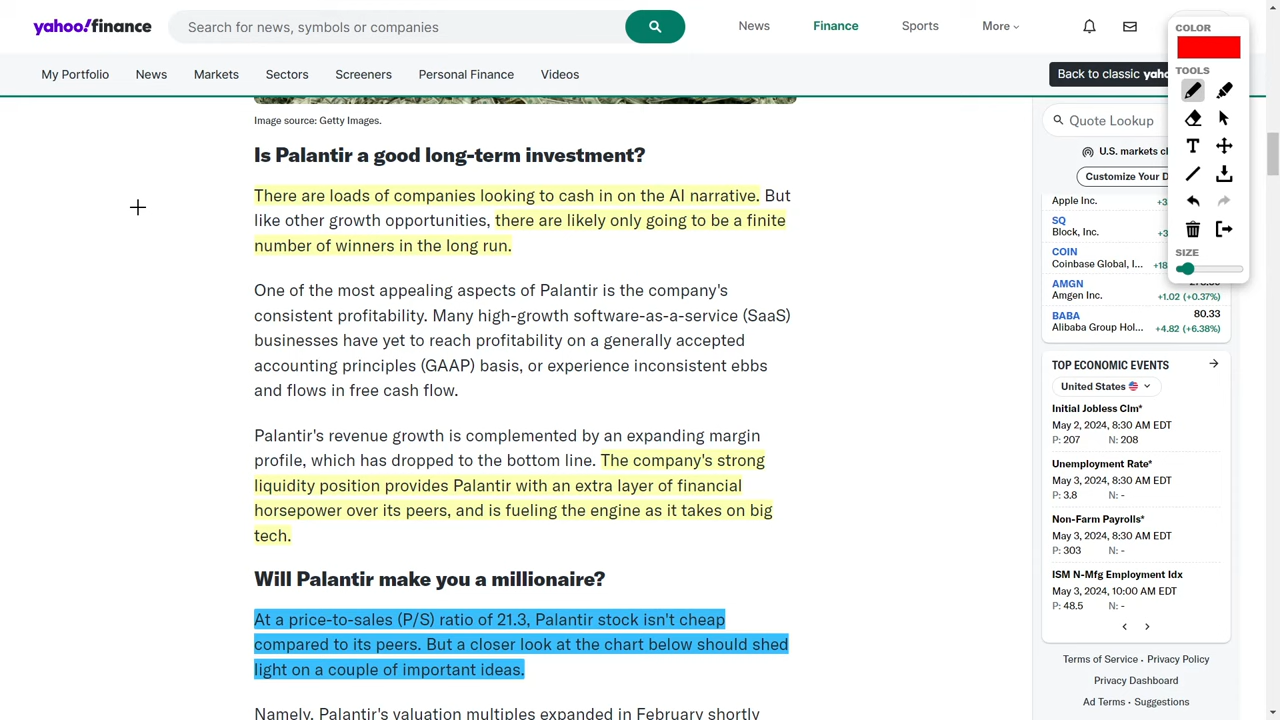 yahoo!finance
Search for news, symbols or companies
News
Finance
Sports
More
COLOR
My Portfolio
News
Markets
Sectors
Screeners
Personal Finance
Videos
Back to classic
TOOLS
Image source: Getty Images.
Is Palantir a good long-term investment?
There are loads of companies looking to cash in on the AI narrative. But
like other growth opportunities, there are likely only going to be a finite
number of winners in the long run.
One of the most appealing aspects of Palantir is the company's
consistent profitability. Many high-growth software-as-a-service (SaaS)
businesses have yet to reach profitability on a generally accepted
accounting principles (GAAP) basis, or experience inconsistent ebbs
and flows in free cash flow.
Palantir's revenue growth is complemented by an expanding margin
profile, which has dropped to the bottom line. The company's strong
liquidity position provides Palantir with an extra layer of financial
horsepower over its peers, and is fueling the engine as it takes on big
tech.
Will Palantir make you a millionaire?
At a price-to-sales (P/S) ratio of 21.3, Palantir stock isn't cheap
compared to its peers. But a closer look at the chart below should shed
light on a couple of important ideas.
Namely, Palantir's valuation multiples expanded in February shortly
Quote Lookup
U.S. markets
Customize Your
T
SIZE
Apple Inc.
SQ
Block, Inc.
COIN
Coinbase Global, I...
+18
AMGN
Amgen Inc.
+1.02 (+0.37%)
BABA
80.33
Alibaba Group Hol...
+4.82 (+6.38%)
TOP ECONOMIC EVENTS
United States
Initial Jobless Clm*
May 2, 2024, 8:30 AM EDT
P: 207 N: 208
Unemployment Rate*
May 3, 2024, 8:30 AM EDT
P: 3.8 N: -
Non-Farm Payrolls*
May 3, 2024, 8:30 AM EDT
P: 303 N: -
ISM N-Mfg Employment Idx
May 3, 2024, 10:00 AM EDT
P: 48.5 N: -
Terms of Service • Privacy Policy
Privacy Dashboard
Ad Terms • Suggestions